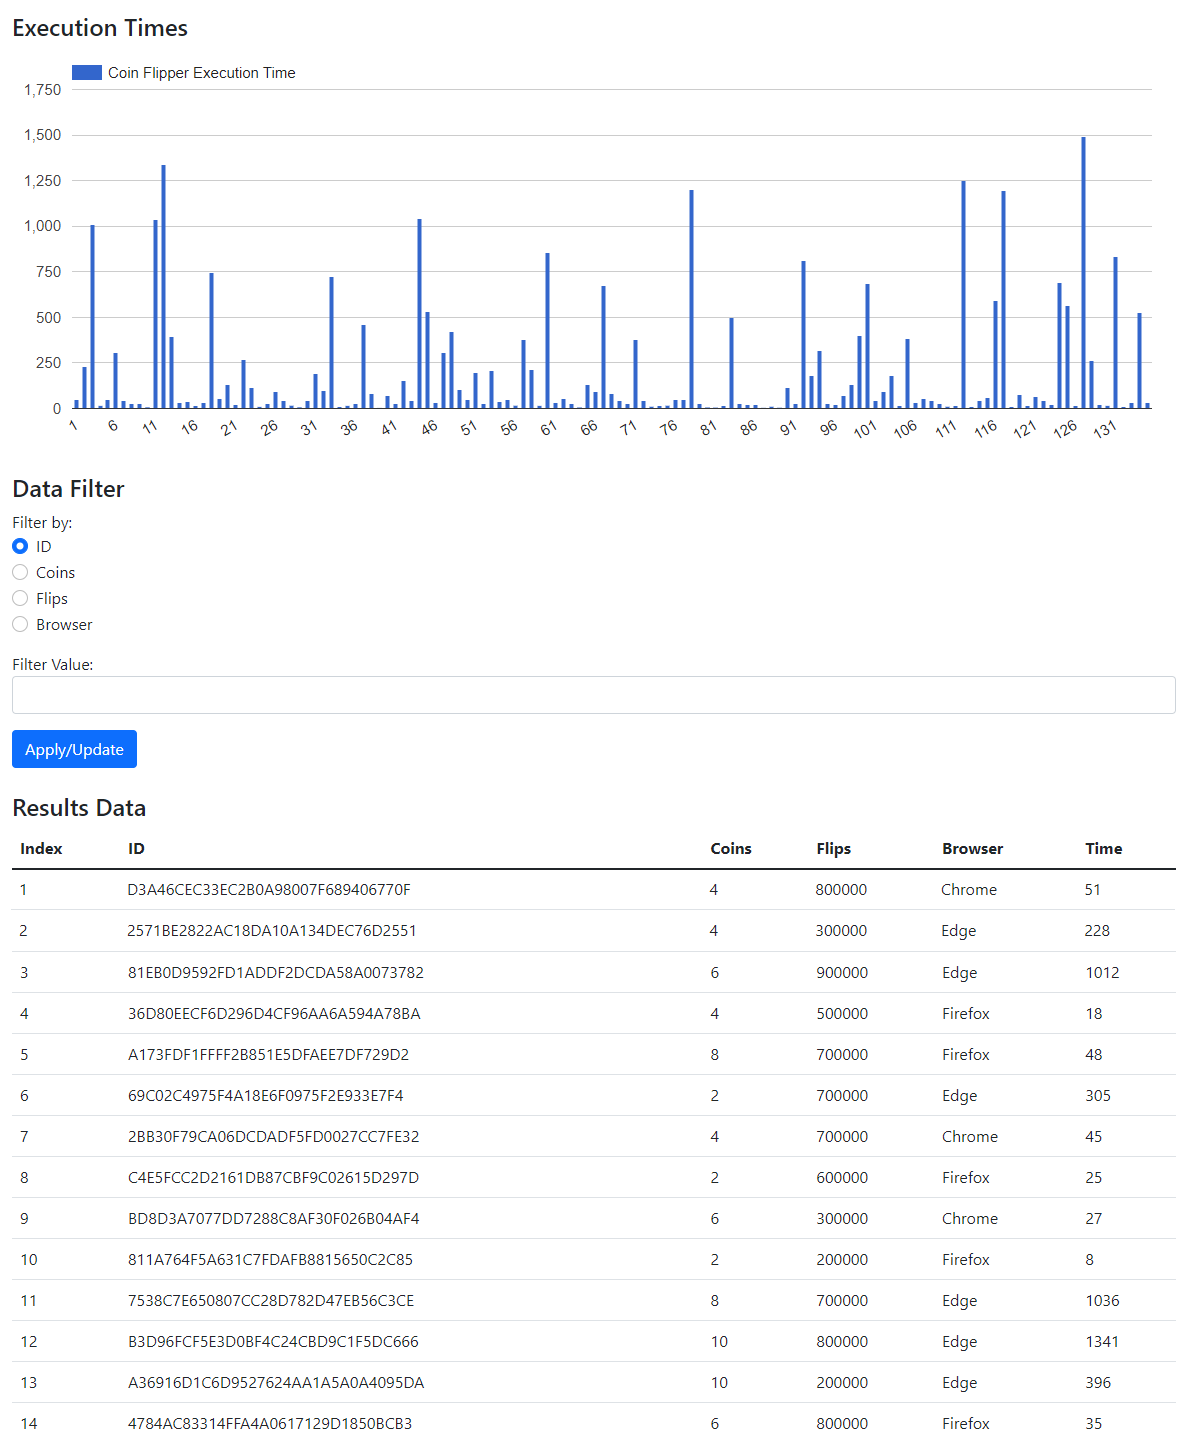 Execution Times
Coin Flipper Execution Time
1,750
1,500
1,250
1,000
750
500
250
0
1 6 11 16 21 26 31 36 41 46 51 56 61 66 71 76 81 86 91 96 101 106 111 116 121 126 131
Data Filter
Filter by:
ID
Coins
Flips
Browser
Filter Value:
Apply/Update
Results Data
Index ID Coins Flips Browser Time
1 D3A46CEC33EC2B0A98007F689406770F 4 800000 Chrome 51
2 2571BE2822AC18DA10A134DEC76D2551 4 300000 Edge 228
3 81EB0D9592FD1ADDF2DCDA58A0073782 6 900000 Edge 1012
4 36D80EECF6D296D4CF96AA6A594A78BA 4 500000 Firefox 18
5 A173FDF1FFFF2B851E5DFAEE7DF729D2 8 700000 Firefox 48
6 69C02C4975F4A18E6F0975F2E933E7F4 2 700000 Edge 305
7 2BB30F79CA06DCDADF5FD0027CC7FE32 4 700000 Chrome 45
8 C4E5FCC2D2161DB87CBF9C02615D297D 2 600000 Firefox 25
9 BD8D3A7077DD7288C8AF30F026B04AF4 6 300000 Chrome 27
10 811A764F5A631C7FDAFB8815650C2C85 2 200000 Firefox 8
11 7538C7E650807CC28D782D47EB56C3CE 8 700000 Edge 1036
12 B3D96FCF5E3D0BF4C24CBD9C1F5DC666 10 800000 Edge 1341
13 A36916D1C6D9527624AA1A5A0A4095DA 10 200000 Edge 396
14 4784AC83314FFA4A0617129D1850BCB3 6 800000 Firefox 35